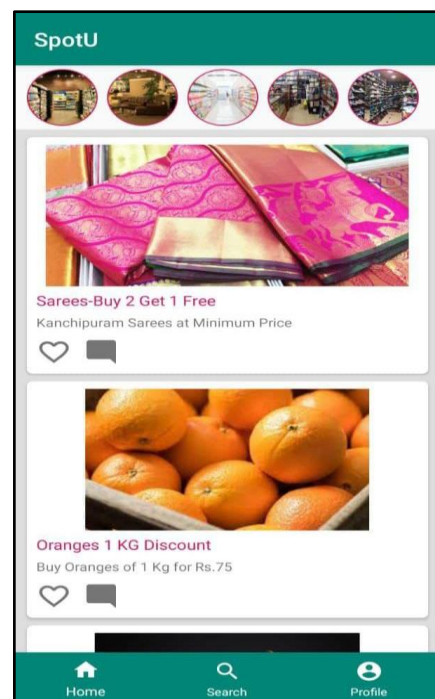 SpotU
Sarees-Buy 2 Get 1 Free
Kanchipuram Sarees at Minimum Price
Oranges 1 KG Discount
Buy Oranges of 1 Kg for Rs.75
Home
Search
Profile